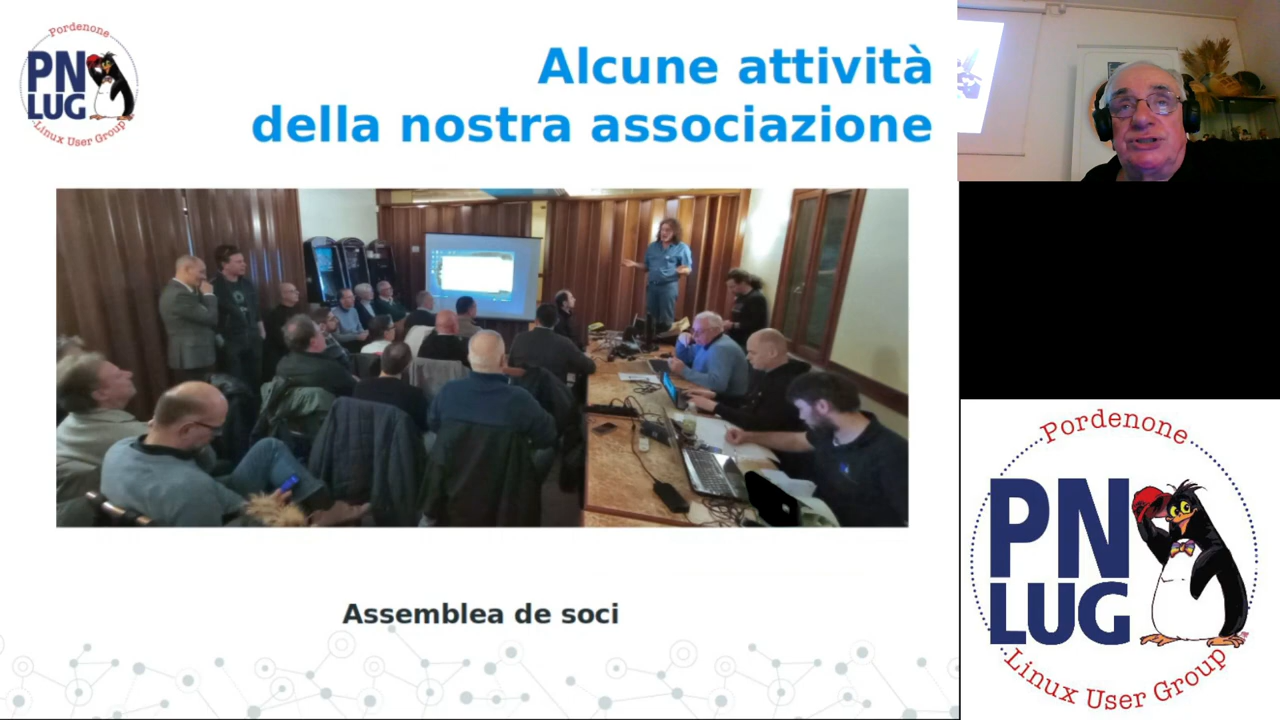 Pordenone
PN
LUG
Linux User Group
Alcune attività
della nostra associazione
Assemblea de soci
Pordenone
PN
LUG
Linux User Group